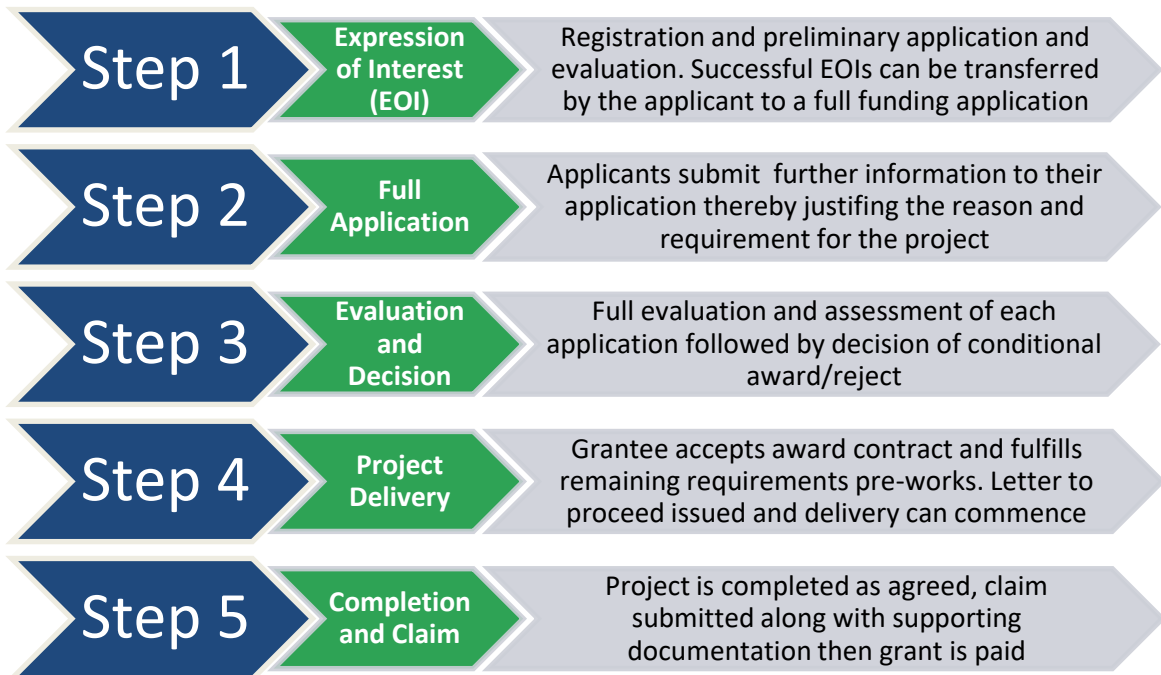 Step 1
Expression
of Interest
(EOI)
Registration and preliminary application and
evaluation. Successful EOIs can be transferred
by the applicant to a full funding application
Step 2
Full
Application
Applicants submit  further information to their
application thereby justifing the reason and
requirement for the project
Step 3
Evaluation
and
Decision
Full evaluation and assessment of each
application followed by decision of conditional
award/reject
Step 4
Project
Delivery
Grantee accepts award contract and fulfills
remaining requirements pre-works. Letter to
proceed issued and delivery can commence
Step 5
Completion
and Claim
Project is completed as agreed, claim
submitted along with supporting
documentation then grant is paid